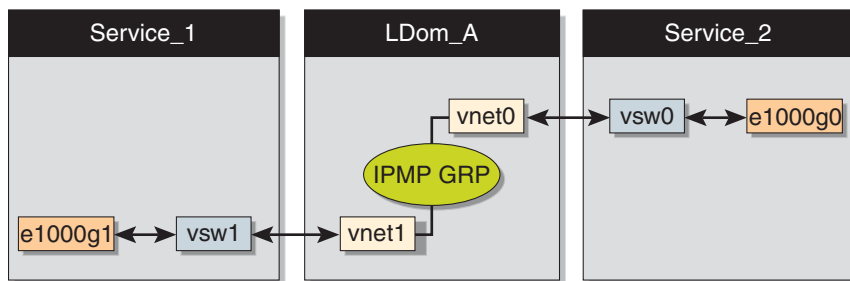 Service_1
LDom_A
Service_2
vnet0
vsw0
e1000g0
IPMP GRP
e1000g1
vsw1
vnet1